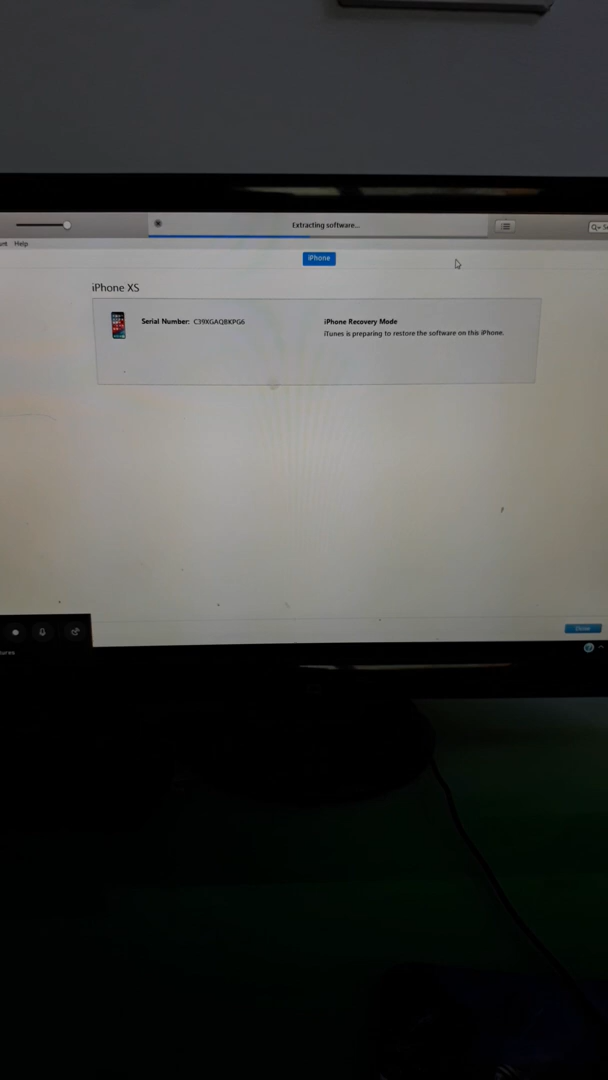 Extracting software...
Help
iPhone
iPhone XS
Serial Number: C39XGAQBKPG6
iPhone Recovery Mode
iTunes is preparing to restore the software on this iPhone.